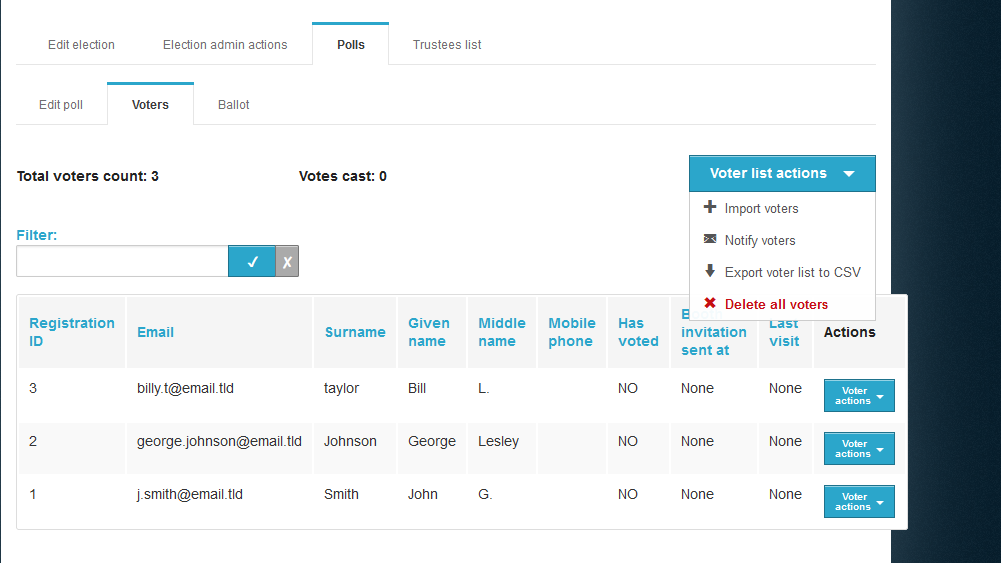 Edit election Election admin actions Polls Trustees list
Edit poll Voters Ballot
Total voters count: 3 Votes cast: 0 Voter list actions
Import voters
Notify voters
Export voter list to CSV
Delete all voters
Filter:
Registration ID Email Surname Given name Middle name Mobile phone Has voted invitation sent at Last visit Actions
3 billy.t@email.tld taylor Bill L. NO None None Voter actions
2 george.johnson@email.tld Johnson George Lesley NO None None Voter actions
1 j.smith@email.tld Smith John G. NO None None Voter actions